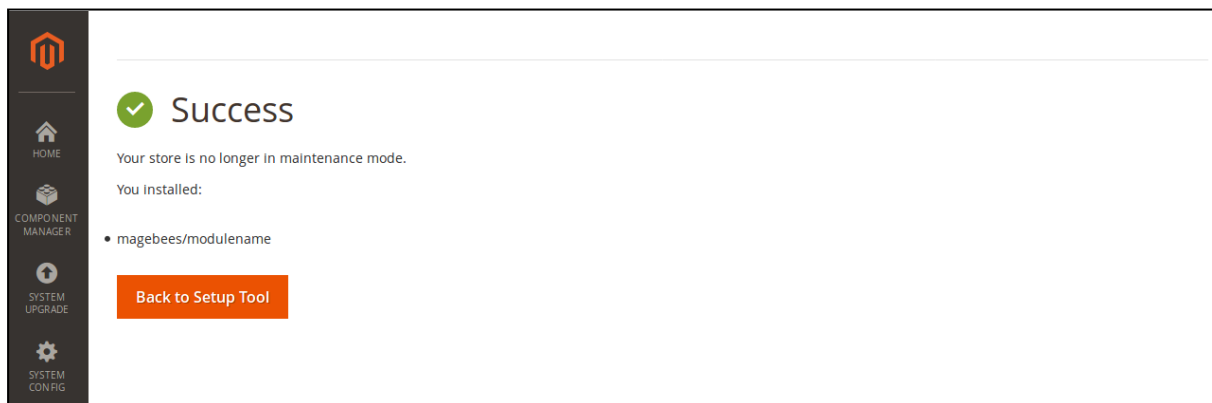 HOME
COMPONENT
MANAGER
SYSTEM
UPGRADE
SYSTEM
CONFIG
Success
Your store is no longer in maintenance mode.
You installed:
• magebees/modulename
Back to Setup Tool